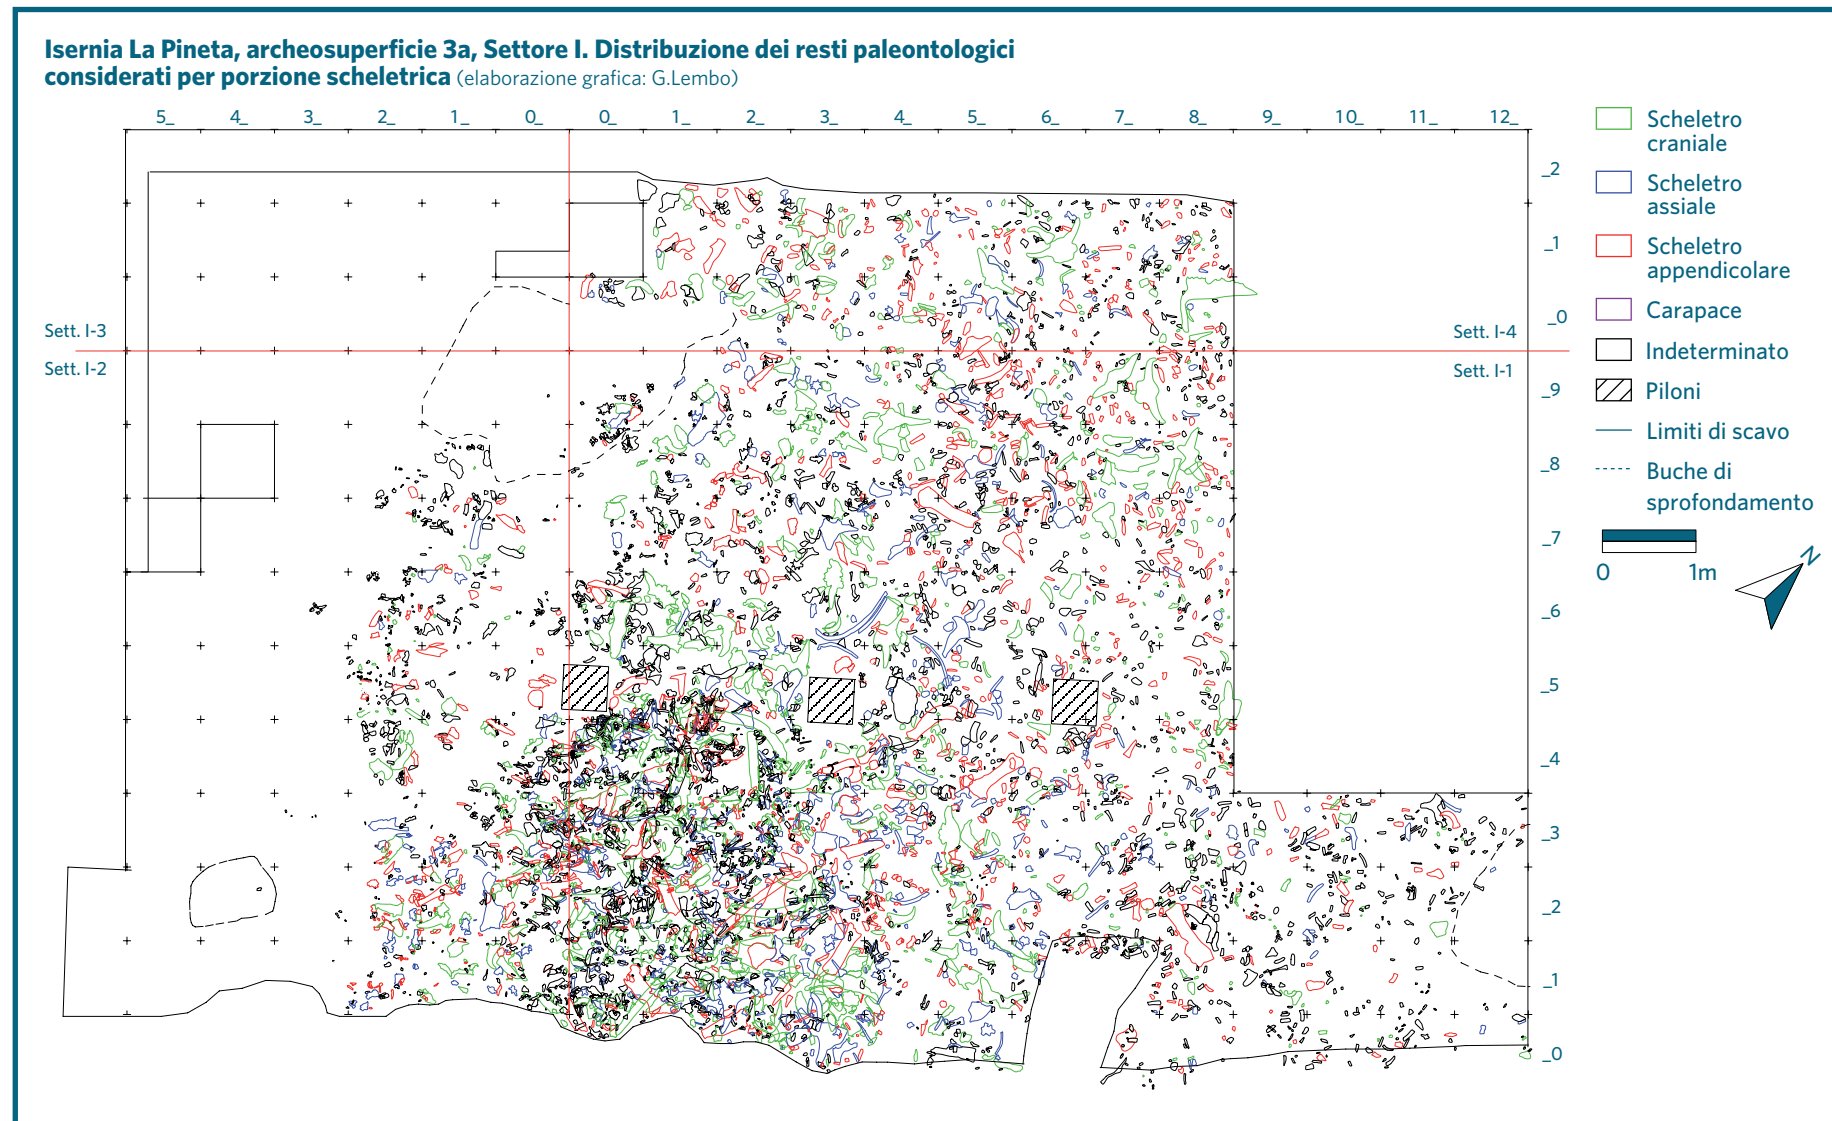 Isernia La Pineta, archeosuperficie 3a, Settore I. Distribuzione dei resti paleontologici
considerati per porzione scheletrica (elaborazione grafica: G.Lembo)
5_ 4_ 3_ 2_ 1_ 0_ 0_ 1_ 2_ 3_ 4_ 5_ 6_ 7_ 8_ 9_ 10_ 11_ 12_
_2
_1
_0
Sett. I-3
Sett. I-4
Sett. I-2
Sett. I-1
_9
_8
_7
_6
_5
_4
_3
_2
_1
_0
Scheletro
craniale
Scheletro
assiale
Scheletro
appendicolare
Carapace
Indeterminato
Piloni
Limiti di scavo
Buche di
sprofondamento
0 1m
N